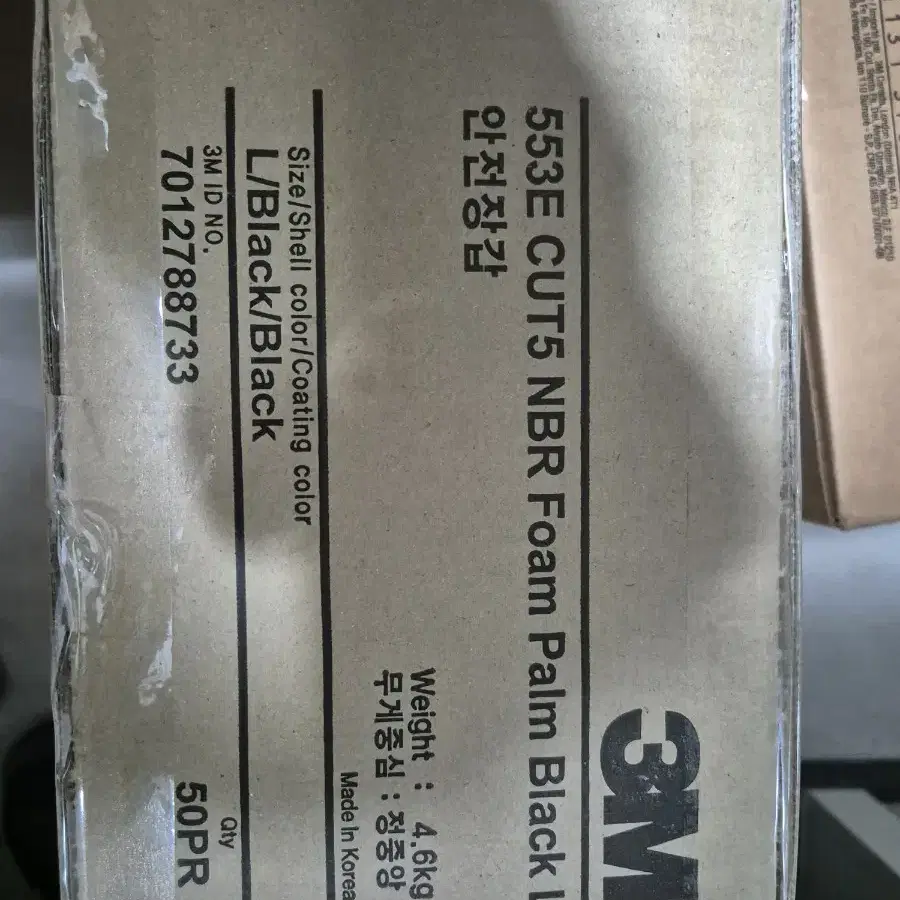 3M
553E CUT5 NBR Foam Palm Black L
안전장갑
Weight : 4.6kg
무게중심 : 정중앙
Made In Korea
Size/Shell color/Coating color
L/Black/Black
3M ID NO.
7012788733
Qty
50PR